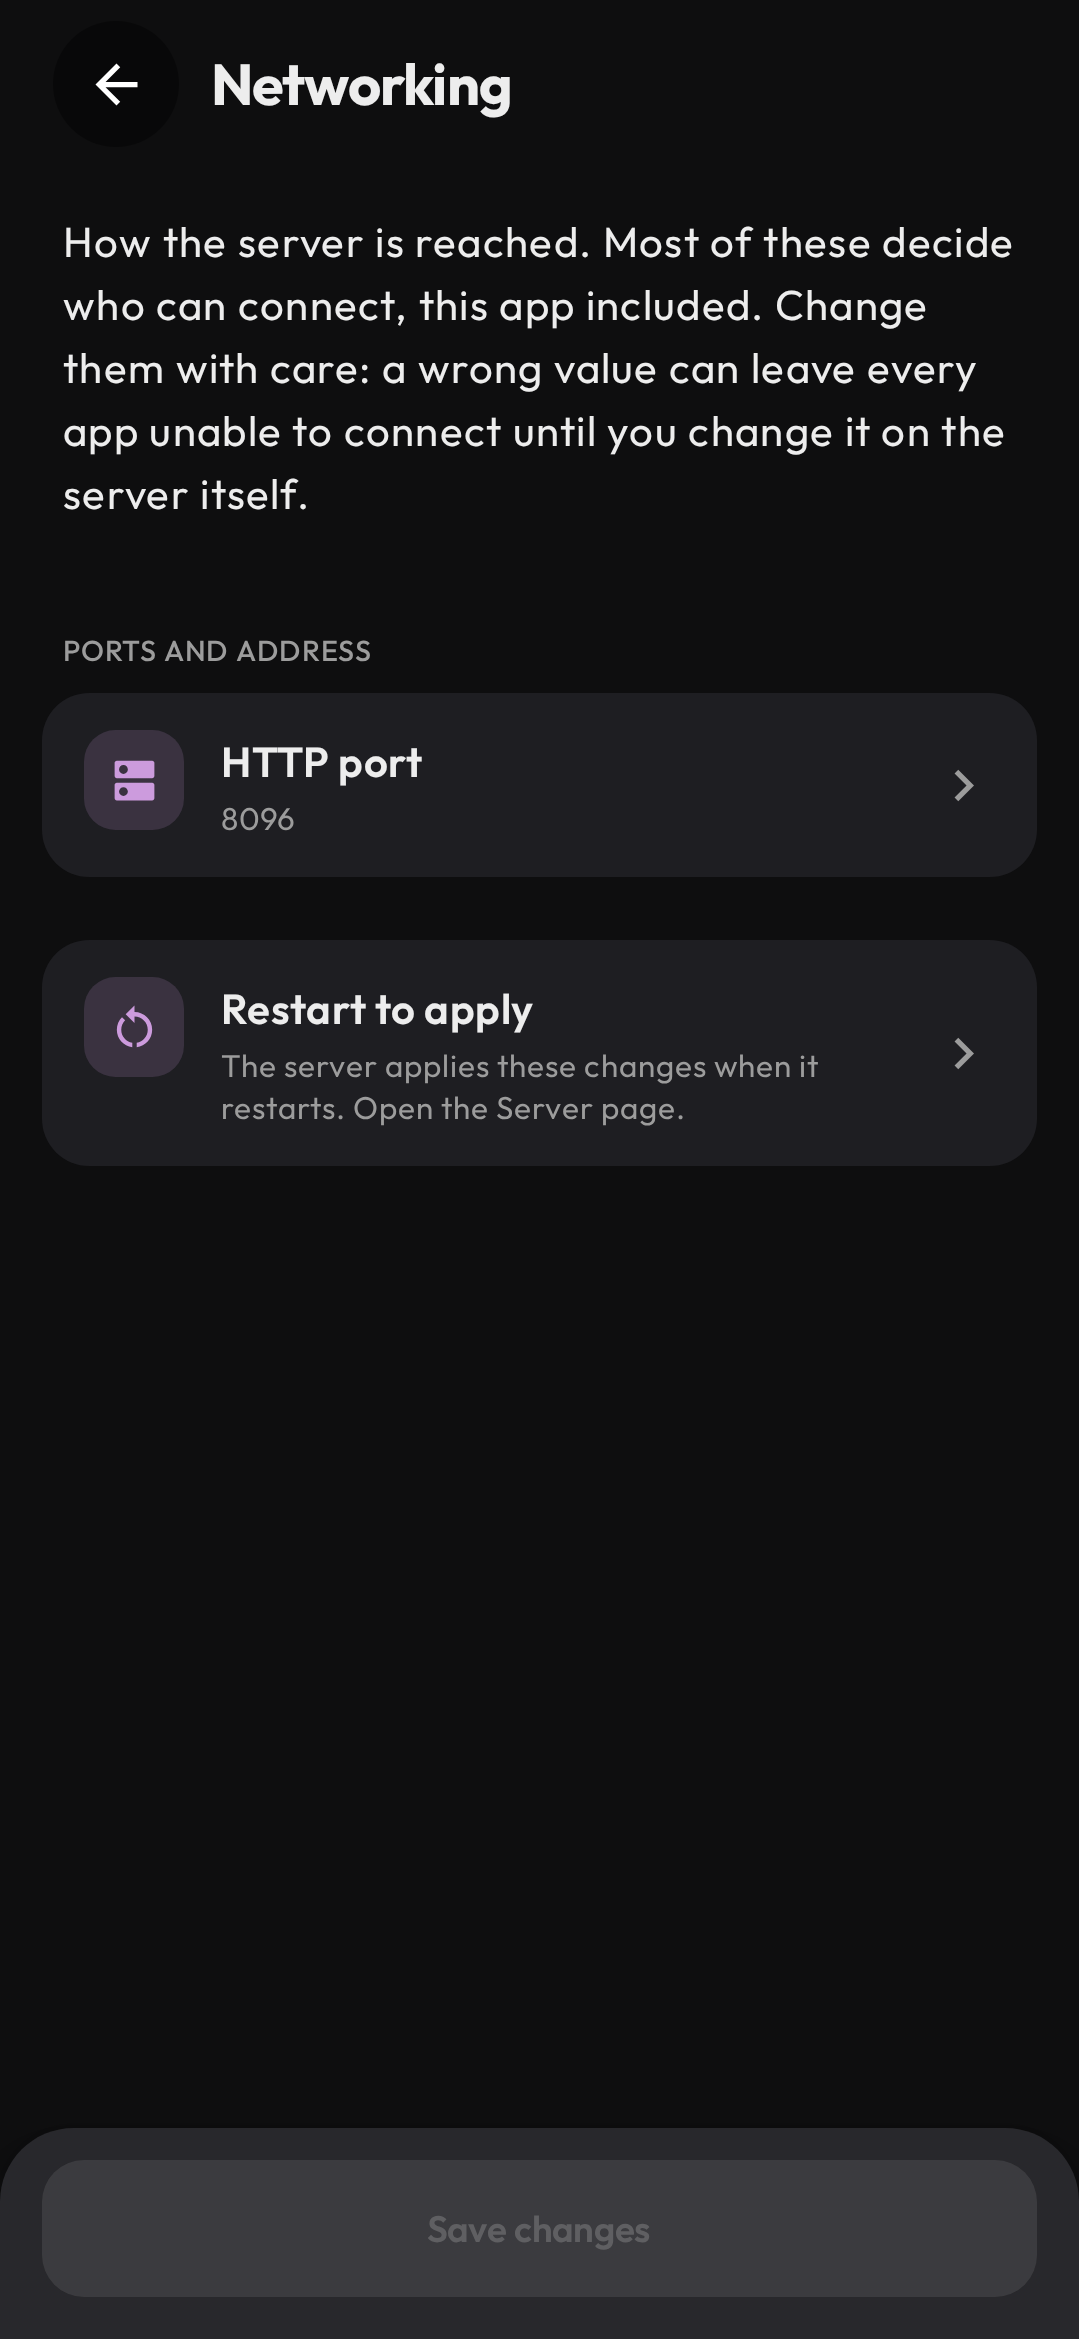 Networking
How the server is reached. Most of these decide
who can connect, this app included. Change
them with care: a wrong value can leave every
app unable to connect until you change it on the
server itself.
PORTS AND ADDRESS
HTTP port
8096
Restart to apply
The server applies these changes when it
restarts. Open the Server page.
Save changes